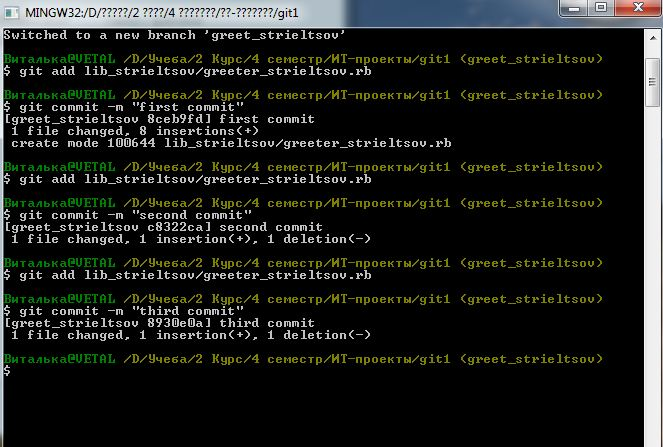 MINGW32:/D/?????/2 ????/4 ???????/??-???????/git1
Switched to a new branch 'greet_strieltsov'
Виталька@VETAL /D/Учеба/2 Курс/4 семестр/ИТ-проекты/git1 (greet_strieltsov)
$ git add lib_strieltsov/greeter_strieltsov.rb
Виталька@VETAL /D/Учеба/2 Курс/4 семестр/ИТ-проекты/git1 (greet_strieltsov)
$ git commit -m "first commit"
[greet_strieltsov 8ceb9fd] first commit
1 file changed, 8 insertions(+)
create mode 100644 lib_strieltsov/greeter_strieltsov.rb
Виталька@VETAL /D/Учеба/2 Курс/4 семестр/ИТ-проекты/git1 (greet_strieltsov)
$ git add lib_strieltsov/greeter_strieltsov.rb
Виталька@VETAL /D/Учеба/2 Курс/4 семестр/ИТ-проекты/git1 (greet_strieltsov)
$ git commit -m "second commit"
[greet_strieltsov c8322ca] second commit
1 file changed, 1 insertion(+), 1 deletion(-)
Виталька@VETAL /D/Учеба/2 Курс/4 семестр/ИТ-проекты/git1 (greet_strieltsov)
$ git add lib_strieltsov/greeter_strieltsov.rb
Виталька@VETAL /D/Учеба/2 Курс/4 семестр/ИТ-проекты/git1 (greet_strieltsov)
$ git commit -m "third commit"
[greet_strieltsov 8930e0a] third commit
1 file changed, 1 insertion(+), 1 deletion(-)
Виталька@VETAL /D/Учеба/2 Курс/4 семестр/ИТ-проекты/git1 (greet_strieltsov)
$